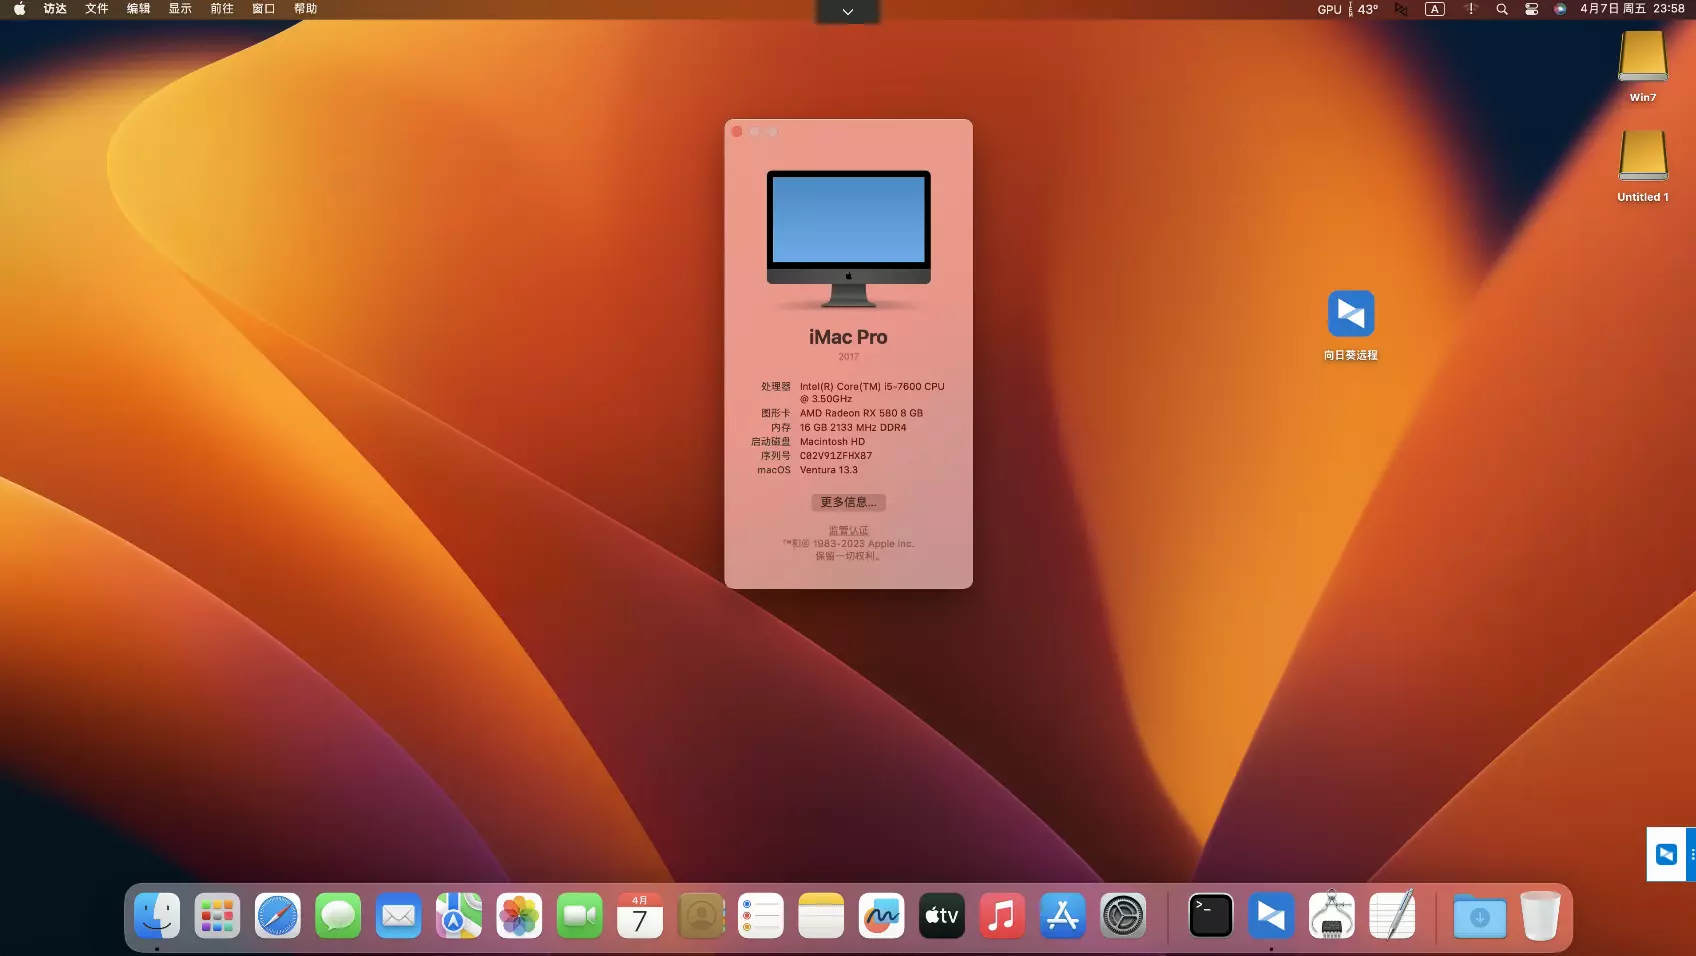 访达 文件 编辑 显示 前往 窗口 帮助
GPU 43° A 4月7日 周五 23:58
Win7
Untitled 1
向日葵远程
iMac Pro
2017
处理器 Intel(R) Core(TM) i5-7600 CPU
@ 3.50GHz
图形卡 AMD Radeon RX 580 8 GB
内存 16 GB 2133 MHz DDR4
启动磁盘 Macintosh HD
序列号 C02V91ZFHX87
macOS Ventura 13.3
更多信息...
监管认证
™和© 1983-2023 Apple Inc.
保留一切权利。
4月
7
tv
>_